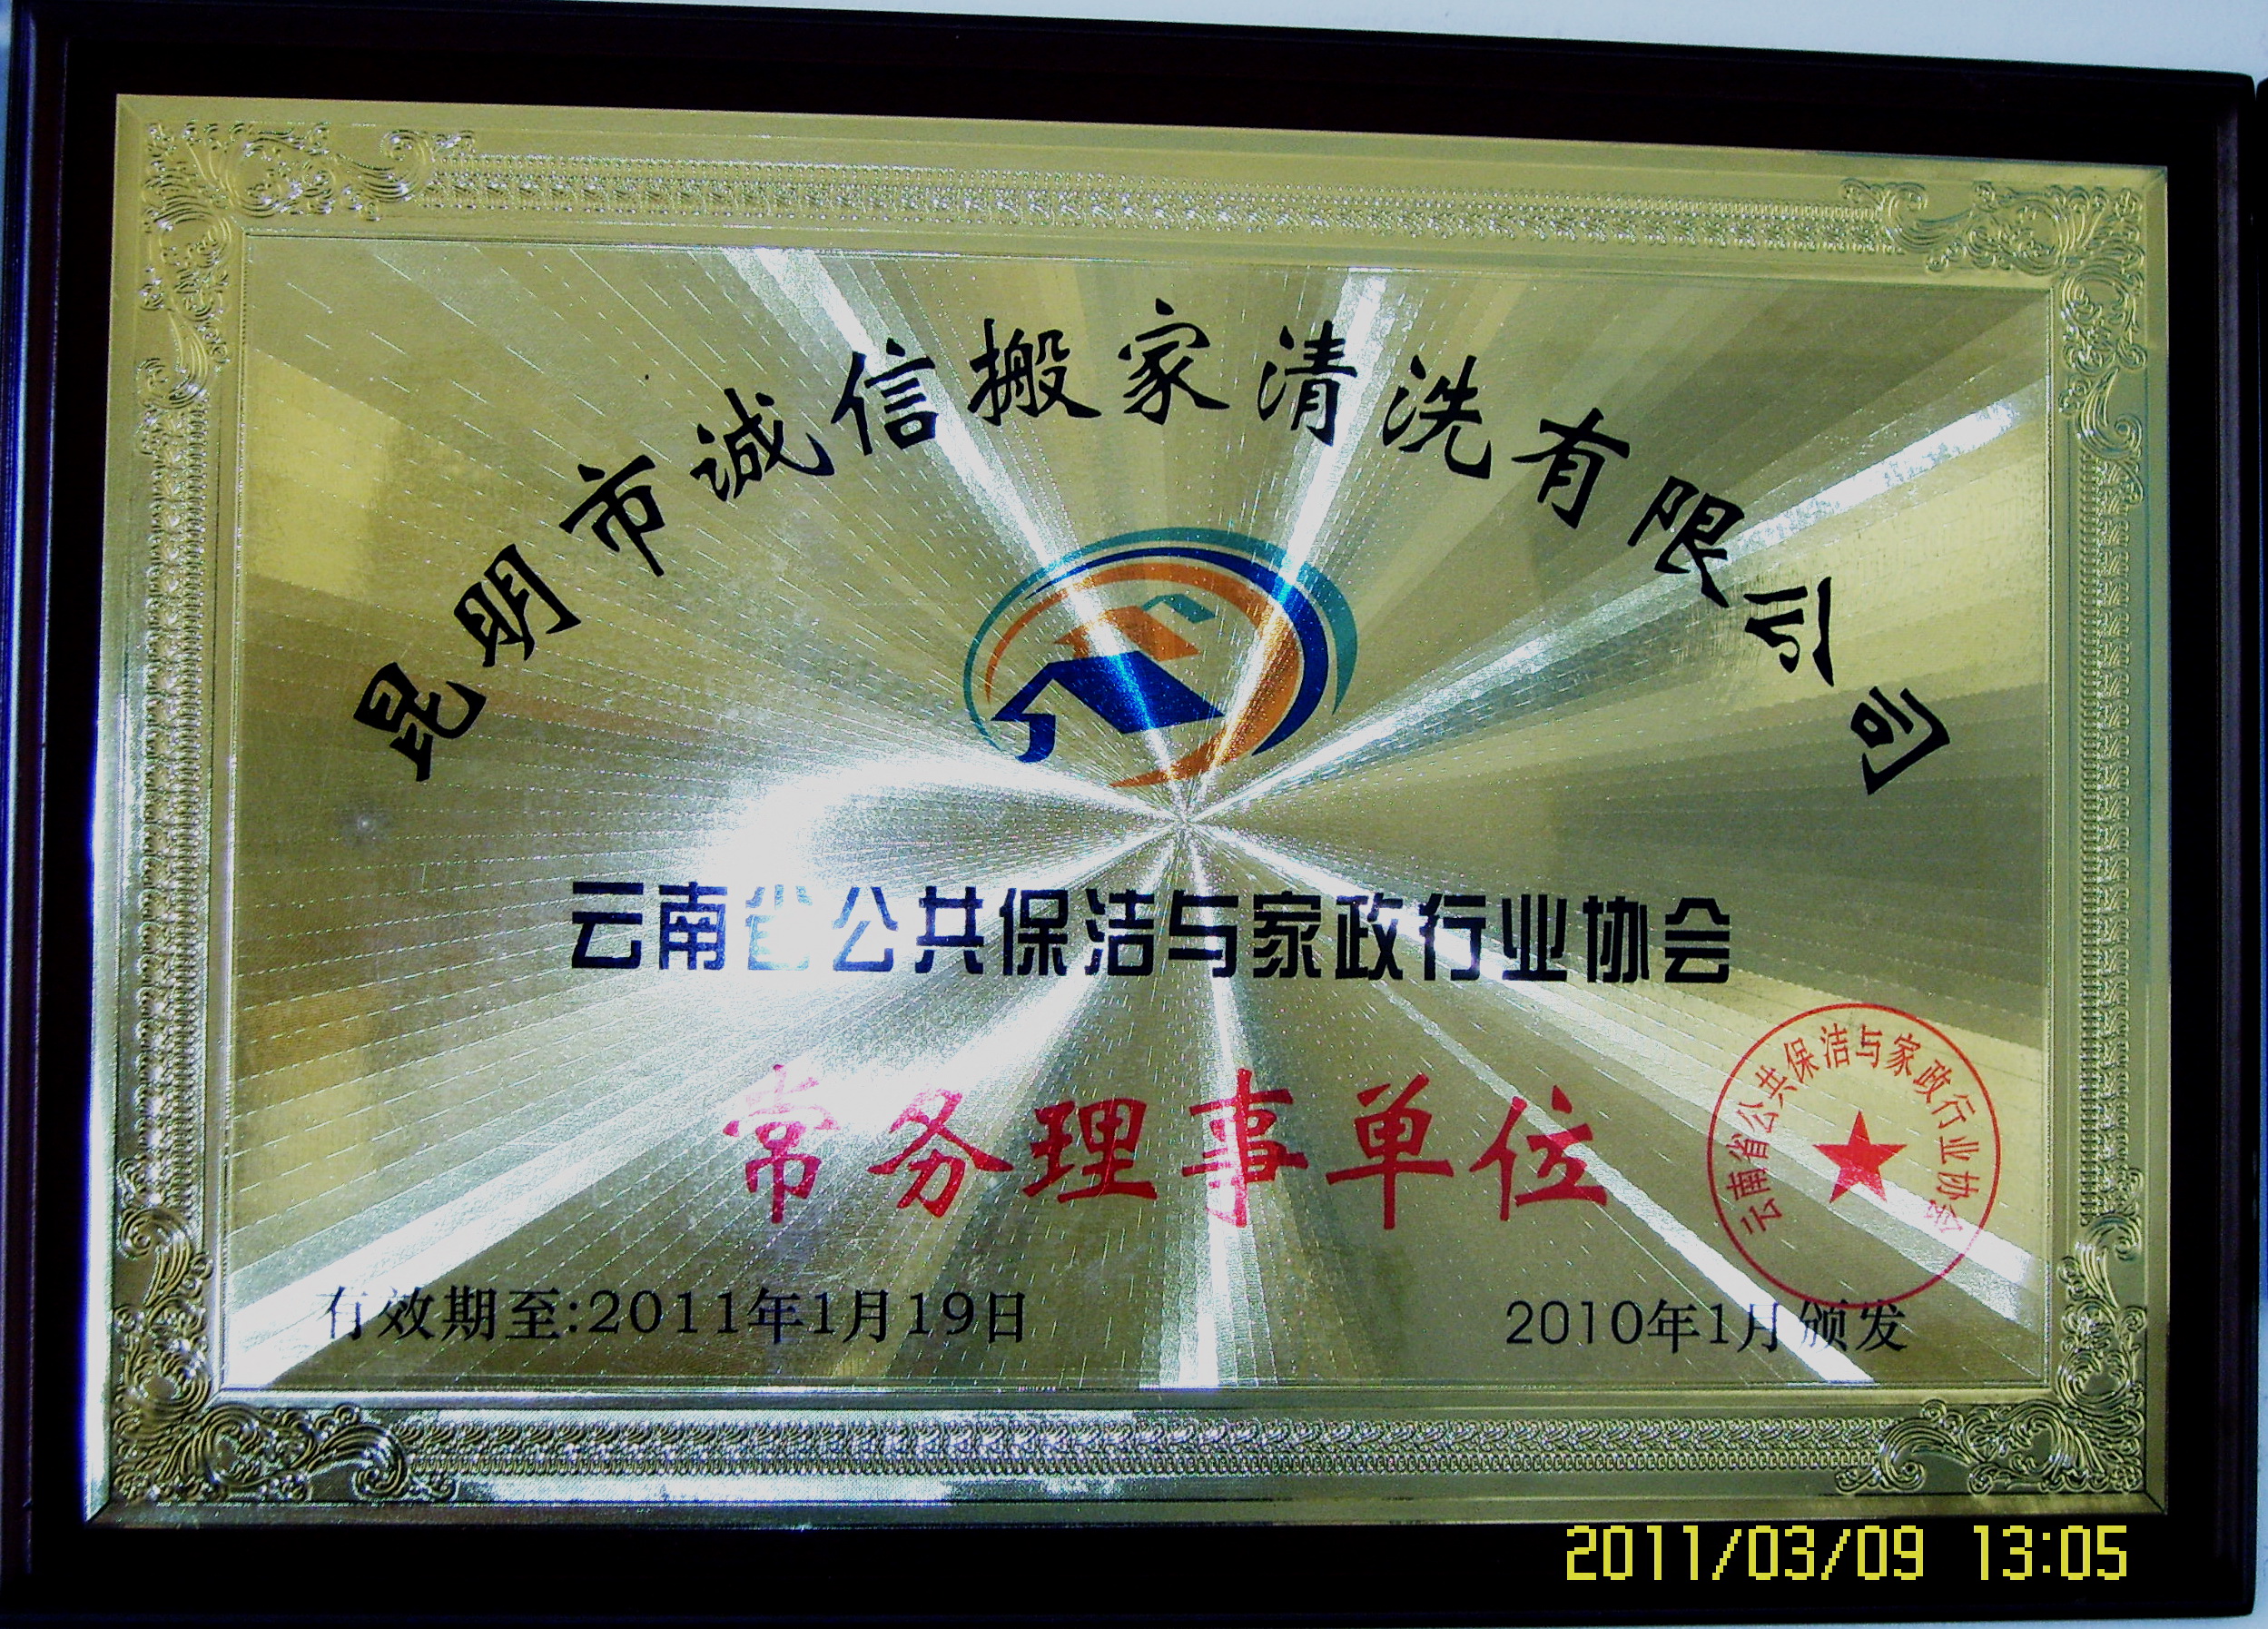 昆明市诚信搬家清洗有限公司
云南省公共保洁与家政行业协会
常务理事单位
云南省公共保洁与家政行业协会
有效期至:2011年1月19日
2010年1月颁发
2011/03/09 13:05